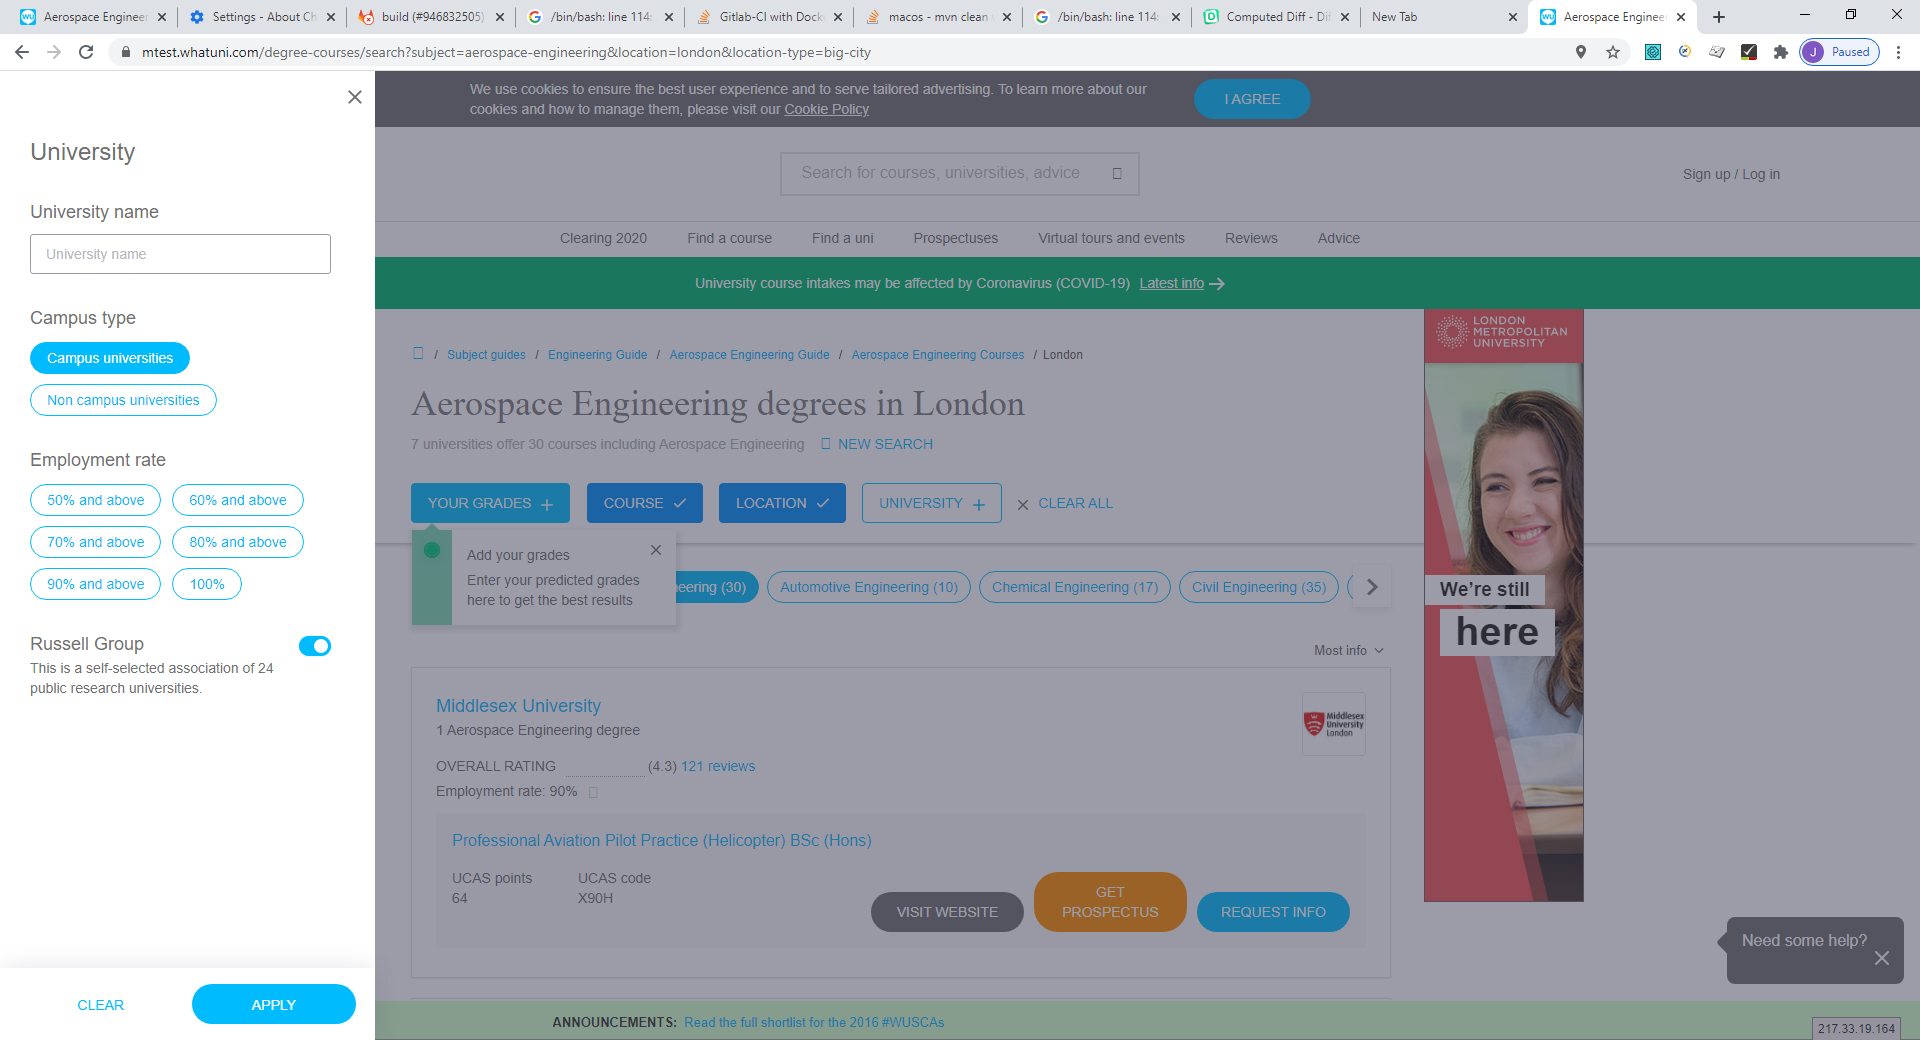 Aerospace Engineer
Settings - About Ch
build (#946832505)
/bin/bash: line 114:
Gitlab-CI with Dock
macos - mvn clean
/bin/bash: line 114:
Computed Diff - Dif
New Tab
Aerospace Engineer
mtest.whatuni.com/degree-courses/search?subject=aerospace-engineering&location=london&location-type=big-city
J Paused
We use cookies to ensure the best user experience and to serve tailored advertising. To learn more about our
cookies and how to manage them, please visit our Cookie Policy
I AGREE
Search for courses, universities, advice
Sign up / Log in
Clearing 2020
Find a course
Find a uni
Prospectuses
Virtual tours and events
Reviews
Advice
University course intakes may be affected by Coronavirus (COVID-19) Latest info
University
University name
University name
Campus type
Campus universities
Non campus universities
Employment rate
50% and above
60% and above
70% and above
80% and above
90% and above
100%
Russell Group
This is a self-selected association of 24
public research universities.
CLEAR
APPLY
/ Subject guides / Engineering Guide / Aerospace Engineering Guide / Aerospace Engineering Courses / London
Aerospace Engineering degrees in London
7 universities offer 30 courses including Aerospace Engineering
NEW SEARCH
YOUR GRADES
COURSE
LOCATION
UNIVERSITY
CLEAR ALL
Add your grades
Enter your predicted grades
here to get the best results
neering (30)
Automotive Engineering (10)
Chemical Engineering (17)
Civil Engineering (35)
Most info
Middlesex University
1 Aerospace Engineering degree
OVERALL RATING
(4.3) 121 reviews
Employment rate: 90%
Middlesex
University
London
Professional Aviation Pilot Practice (Helicopter) BSc (Hons)
UCAS points
64
UCAS code
X90H
VISIT WEBSITE
GET
PROSPECTUS
REQUEST INFO
LONDON
METROPOLITAN
UNIVERSITY
We're still
here
Need some help?
ANNOUNCEMENTS: Read the full shortlist for the 2016 #WUSCAs
217.33.19.164